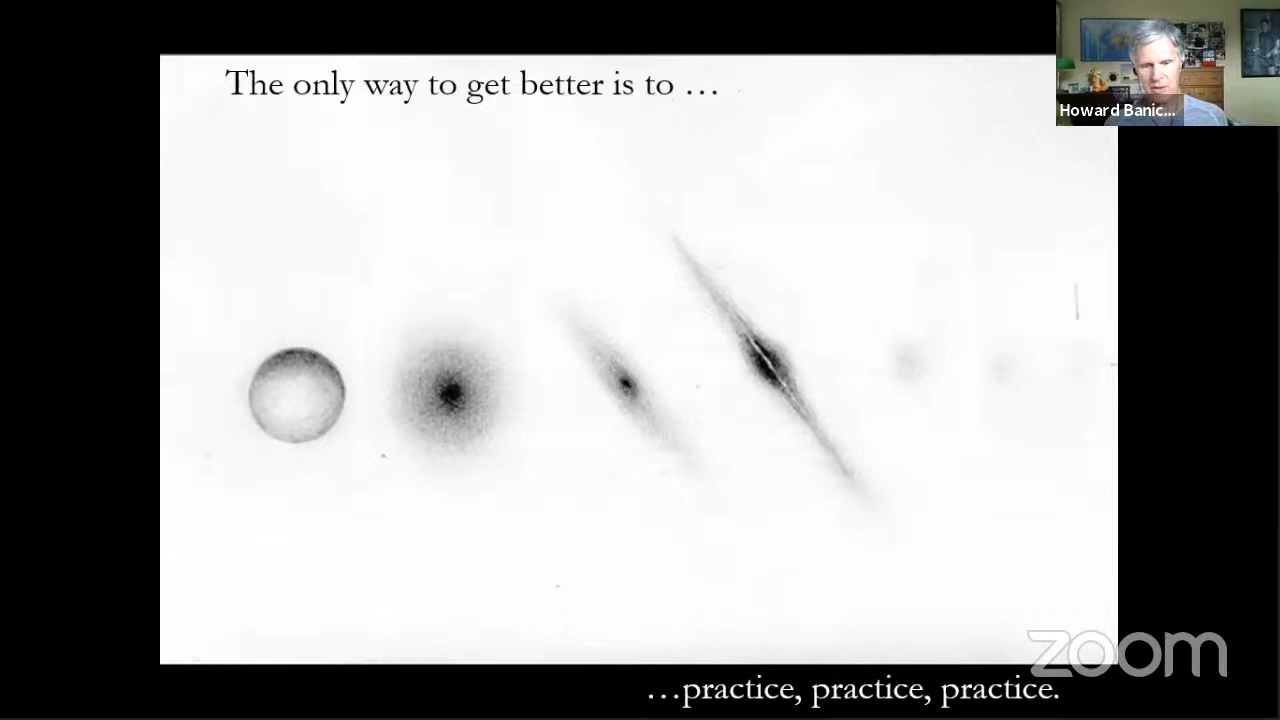 The only way to get better is to …
Howard Banic...
zoom
…practice, practice, practice.